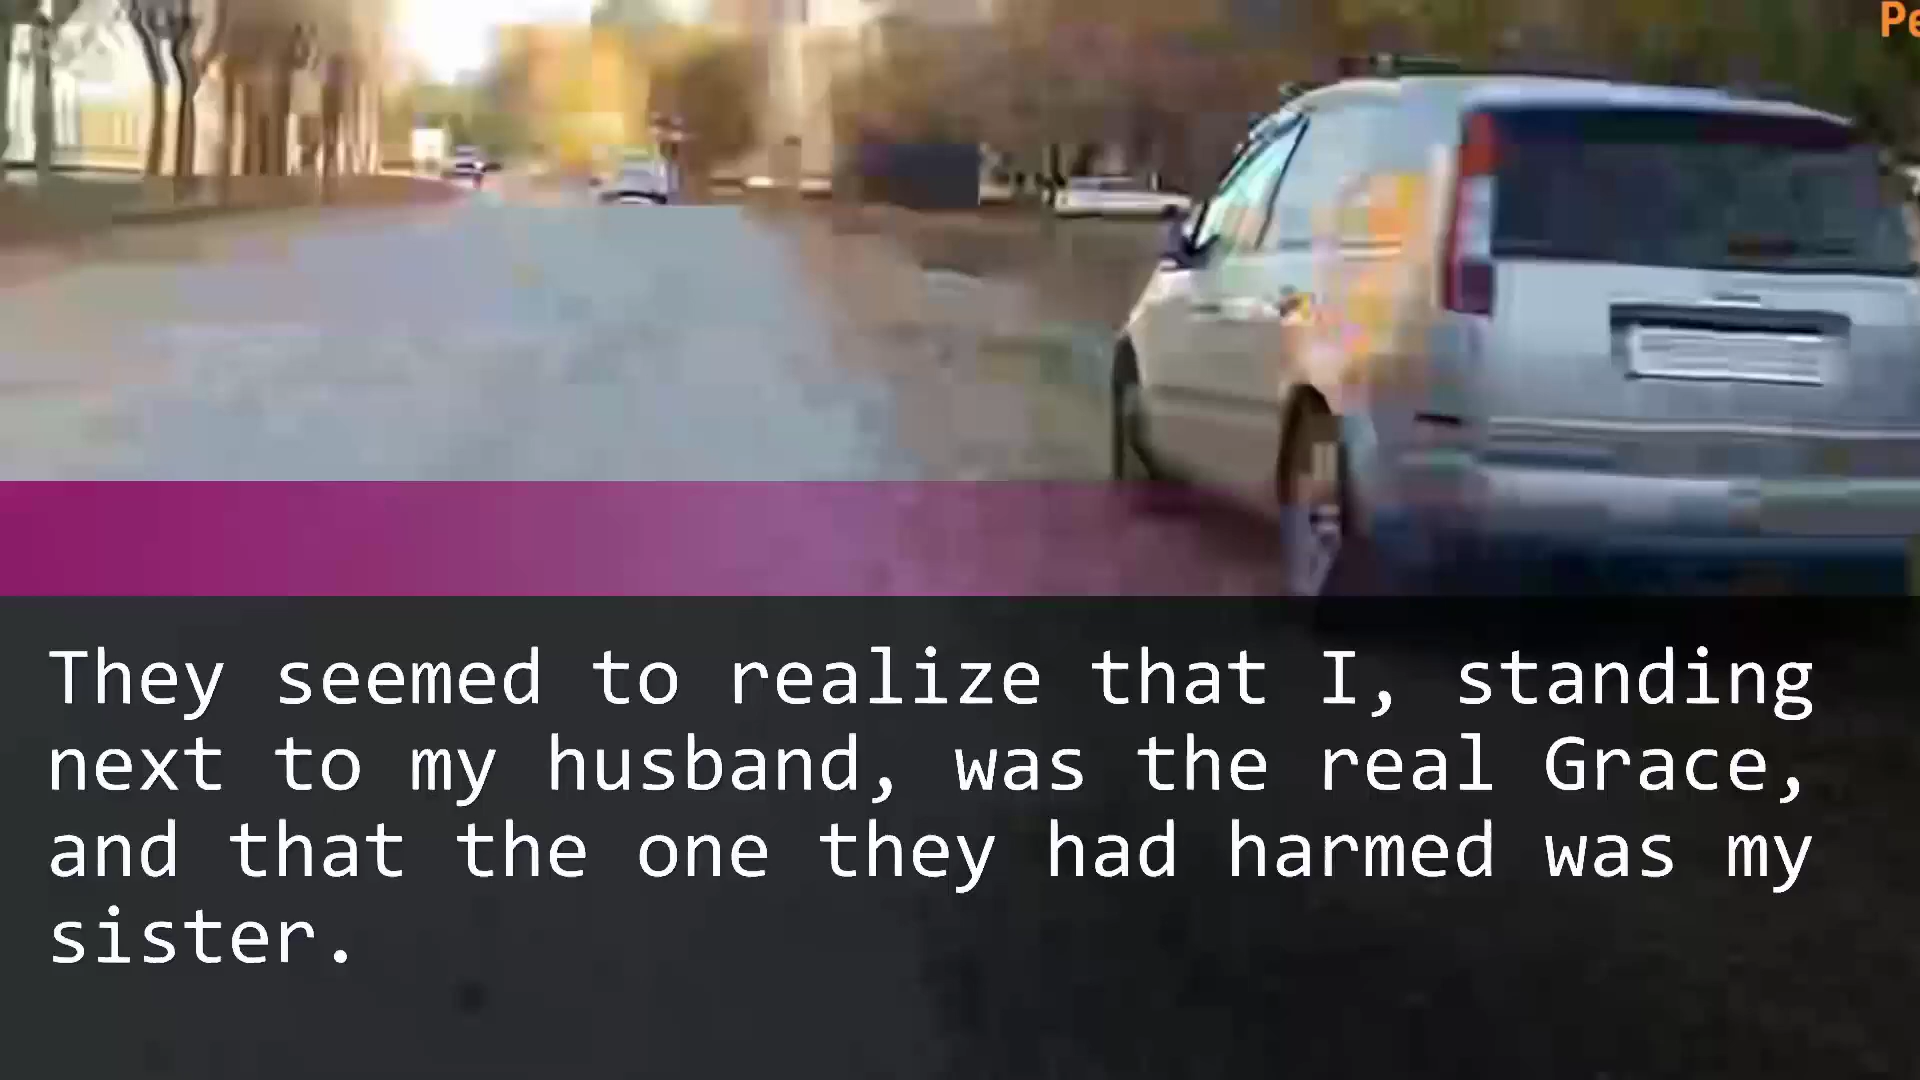 Pe
They seemed to realize that I, standing
next to my husband, was the real Grace,
and that the one they had harmed was my
sister.